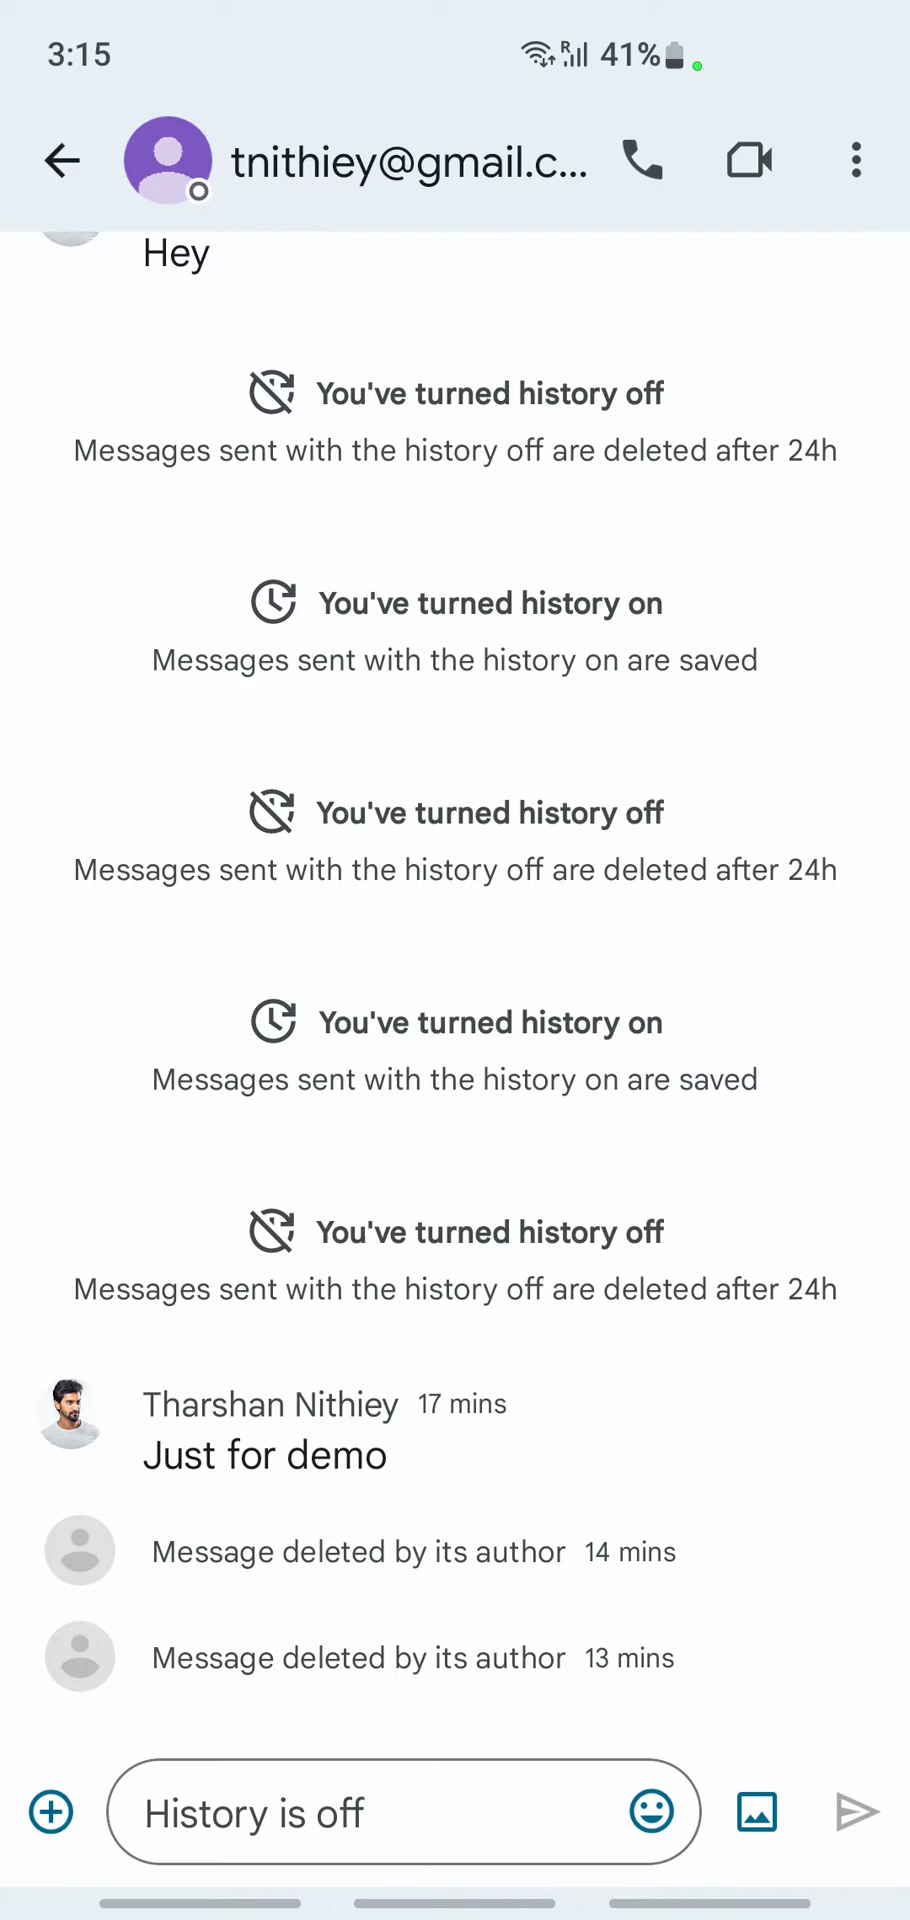 3:15
R 41%
tnithiey@gmail.c...
Hey
You've turned history off
Messages sent with the history off are deleted after 24h
You've turned history on
Messages sent with the history on are saved
You've turned history off
Messages sent with the history off are deleted after 24h
You've turned history on
Messages sent with the history on are saved
You've turned history off
Messages sent with the history off are deleted after 24h
Tharshan Nithiey 17 mins
Just for demo
Message deleted by its author 14 mins
Message deleted by its author 13 mins
History is off